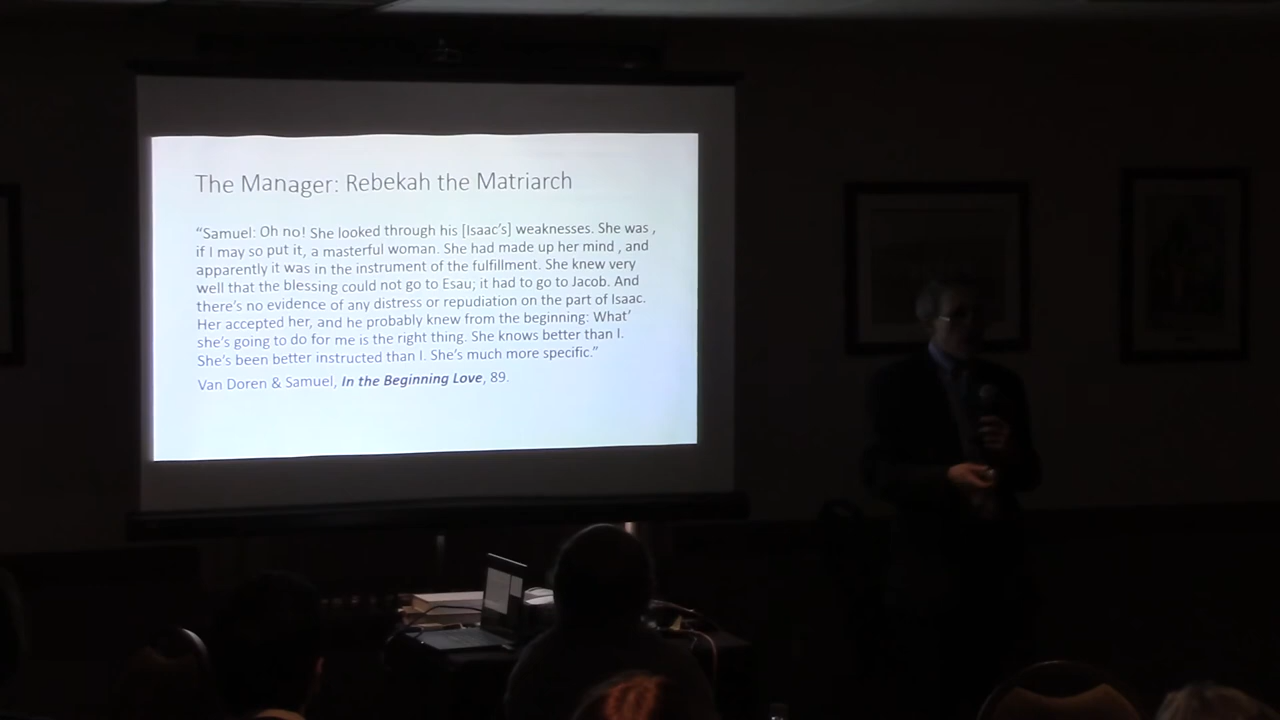 The Manager: Rebekah the Matriarch
“Samuel: Oh no! She looked through his [Isaac’s] weaknesses. She was ,
if I may so put it, a masterful woman. She had made up her mind , and
apparently it was in the instrument of the fulfillment. She knew very
well that the blessing could not go to Esau; it had to go to Jacob. And
there’s no evidence of any distress or repudiation on the part of Isaac.
Her accepted her, and he probably knew from the beginning: What’
she’s going to do for me is the right thing. She knows better than I.
She’s been better instructed than I. She’s much more specific.”
Van Doren & Samuel, In the Beginning Love, 89.